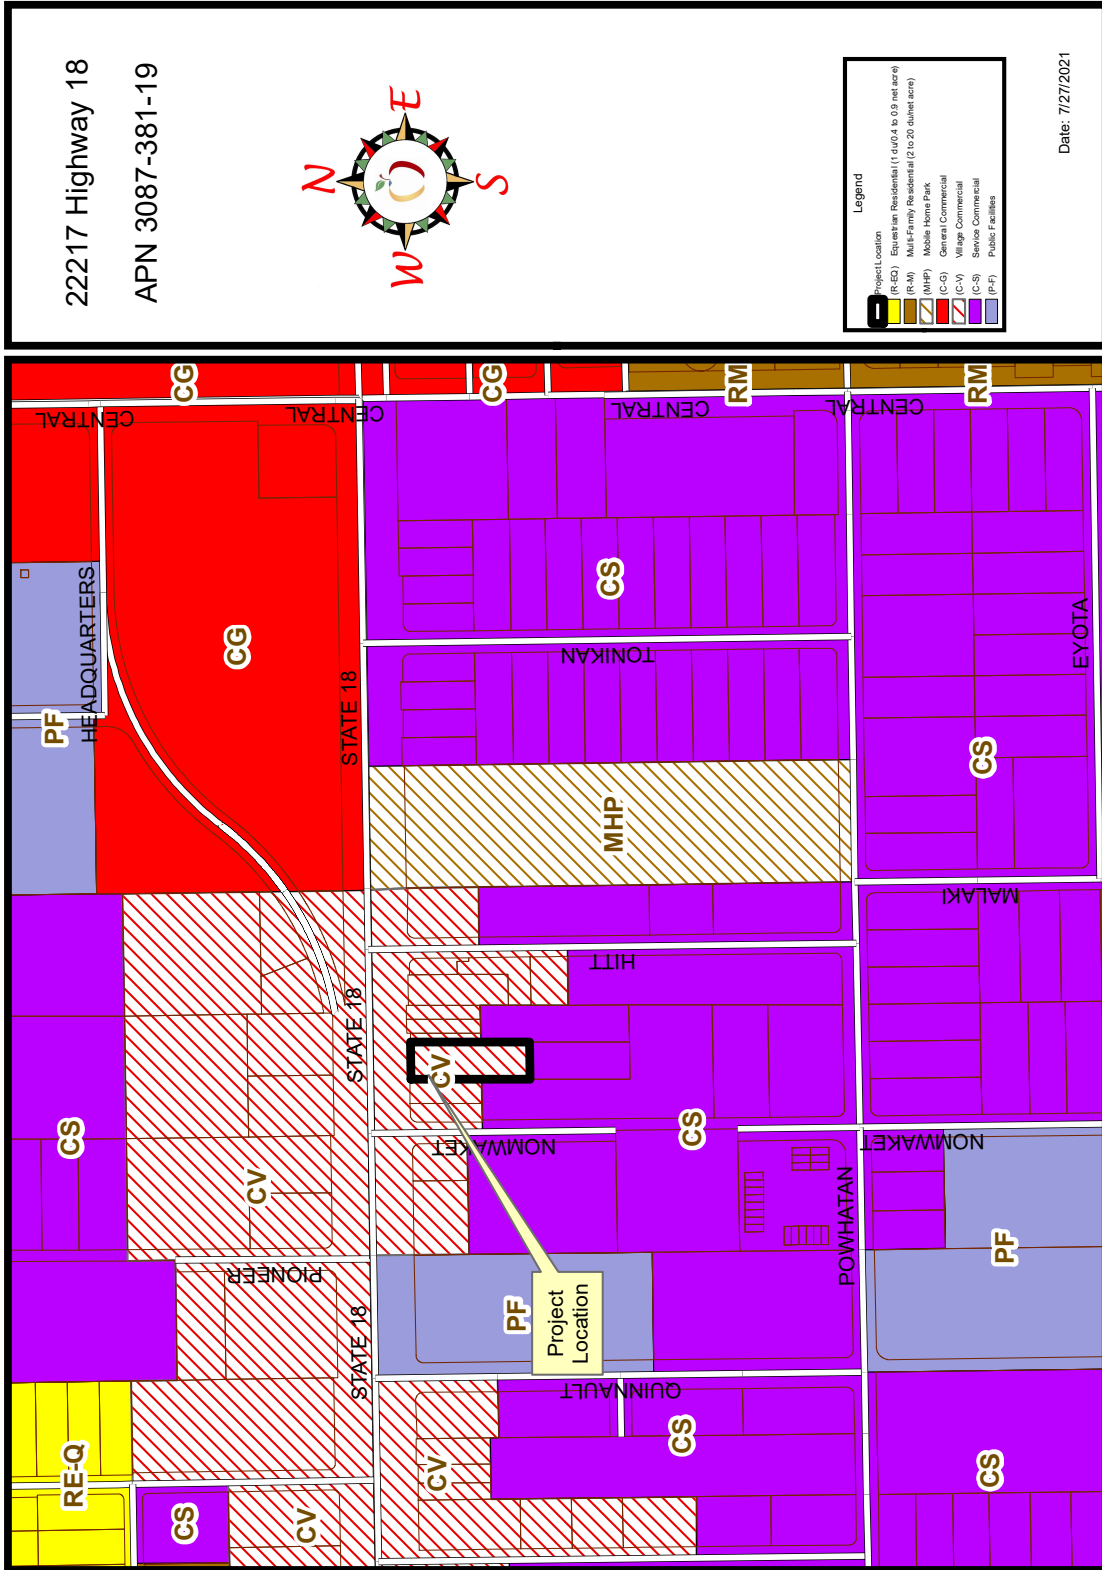 22217 Highway 18
APN 3087-381-19
N
E
S
W
Legend
Project Location
(R-EQ) Equestrian Residential (1 du/0.4 to 0.9 net acre)
(R-M) Multi-Family Residential (2 to 20 du/net acre)
(MHP) Mobile Home Park
(C-G) General Commercial
(C-V) Village Commercial
(C-S) Service Commercial
(P-F) Public Facilities
Date: 7/27/2021
RE-Q
CS
PF
CG
CENTRAL
HEADQUARTERS
CS
CV
CV
CG
CENTRAL
PIONEER
STATE 18
STATE 18
STATE 18
CENTRAL
CG
CV
CV
NOMWAKET
PF
Project
Location
HITT
MHP
TONIKAN
CS
CENTRAL
RM
QUINNAULT
CS
CS
POWHATAN
CENTRAL
RM
NOMWAKET
MALAKI
CS
CS
PF
EYOTA